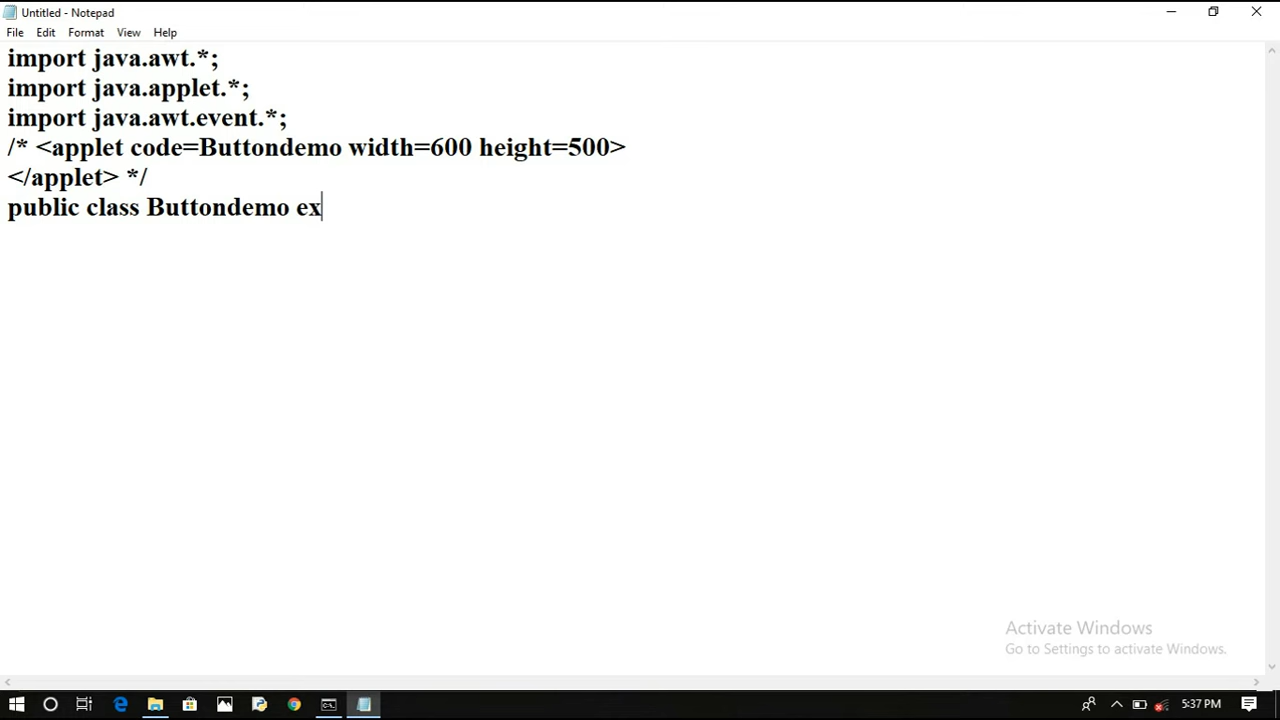 Untitled - Notepad
File Edit Format View Help
import java.awt.*;
import java.applet.*;
import java.awt.event.*;
/* <applet code=Buttondemo width=600 height=500>
</applet> */
public class Buttondemo ex
Activate Windows
Go to Settings to activate Windows.
5:37 PM